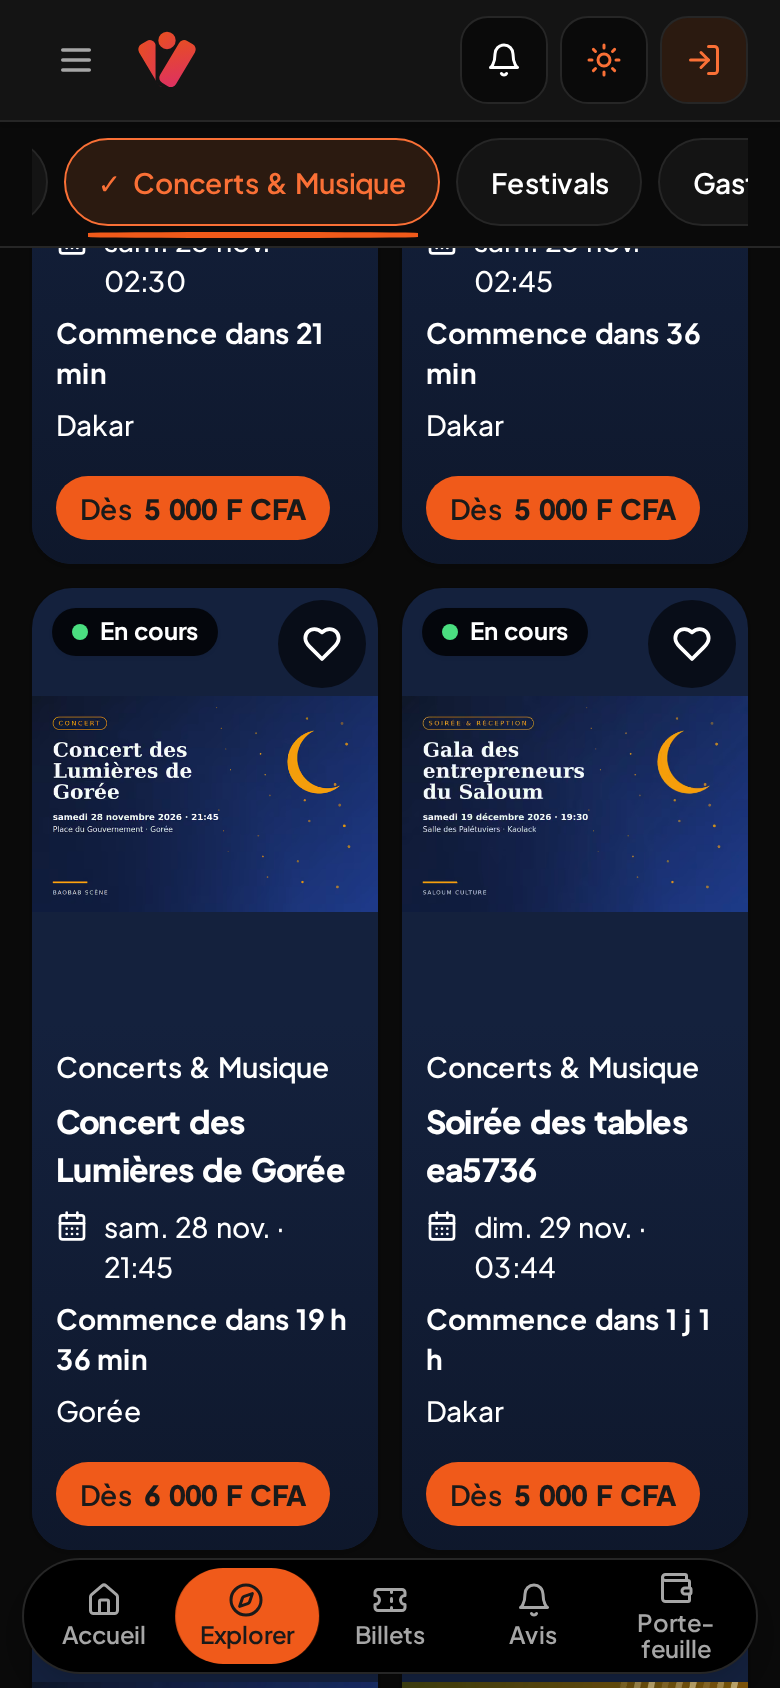 ✓ Concerts & Musique
Festivals
sam. 28 nov. ·
02:30
Commence dans 21
min
Dakar
Dès 5 000 F CFA
sam. 28 nov. ·
02:45
Commence dans 36
min
Dakar
Dès 5 000 F CFA
En cours
CONCERT
Concert des
Lumières de
Gorée
samedi 28 novembre 2026 · 21:45
Place du Gouvernement · Gorée
BAOBAB SCÈNE
Concerts & Musique
Concert des
Lumières de Gorée
sam. 28 nov. ·
21:45
Commence dans 19 h
36 min
Gorée
Dès 6 000 F CFA
En cours
SOIRÉE & RÉCEPTION
Gala des
entrepreneurs
du Saloum
samedi 19 décembre 2026 · 19:30
Salle des Palétuviers · Kaolack
SALOUM CULTURE
Concerts & Musique
Soirée des tables
ea5736
dim. 29 nov. ·
03:44
Commence dans 1 j 1
h
Dakar
Dès 5 000 F CFA
Accueil
Explorer
Billets
Avis
Porte-
feuille